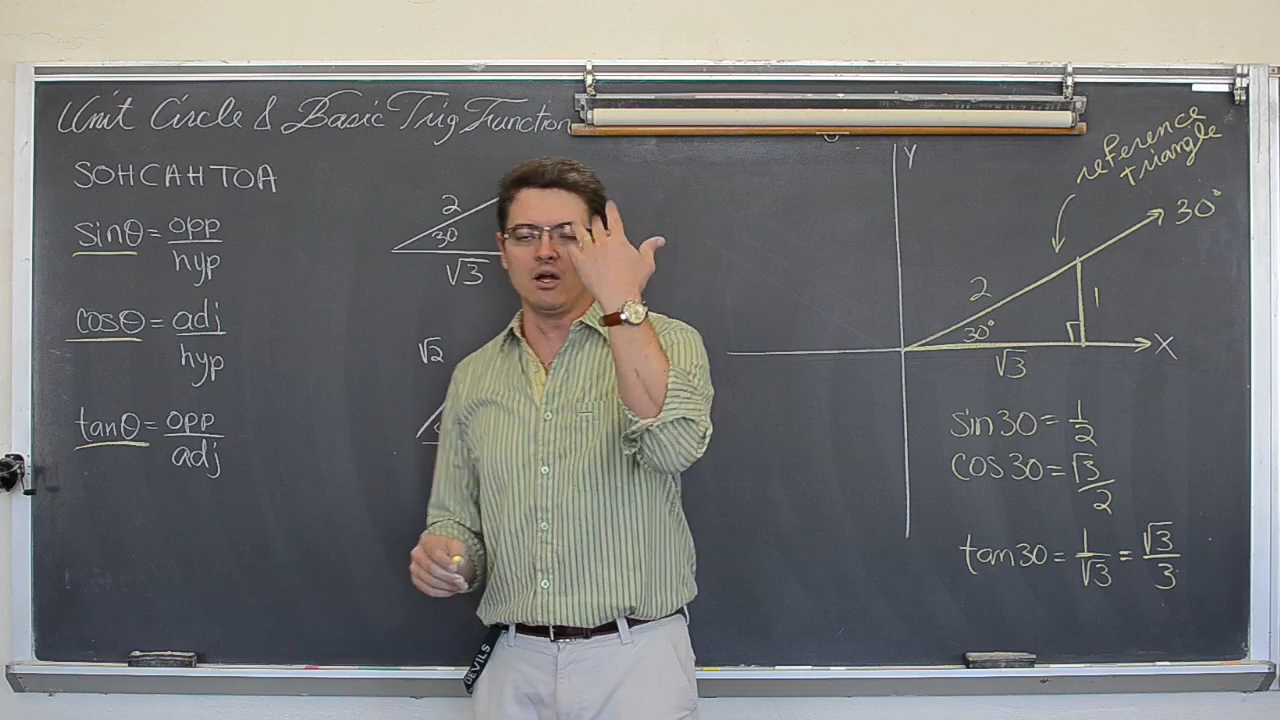 Unit Circle & Basic Trig Function
SOHCAHTOA
sinθ = opp
hyp
cosθ = adj
hyp
tanθ = opp
adj
2
30
√3
√2
Y
reference
triangle
30°
2
1
30°
X
√3
sin30 = 1/2
cos30 = √3/2
tan30 = 1/√3 = √3/3
DEVILS